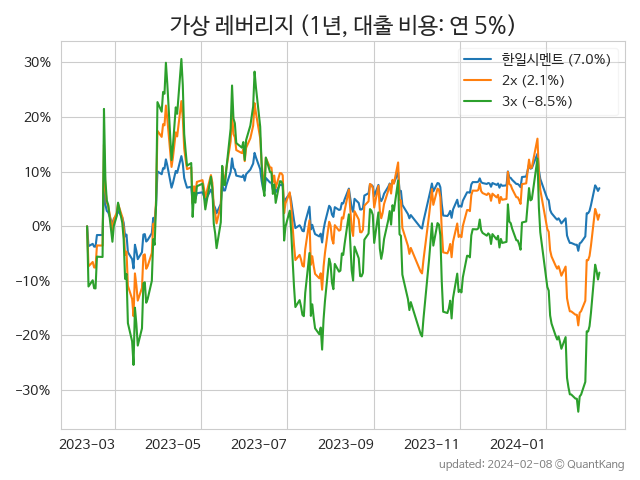 가상 레버리지 (1년, 대출 비용: 연 5%)
30%
20%
10%
0%
−10%
−20%
−30%
한일시멘트 (7.0%)
2x (2.1%)
3x (−8.5%)
2023-03
2023-05
2023-07
2023-09
2023-11
2024-01
updated: 2024-02-08 © QuantKang